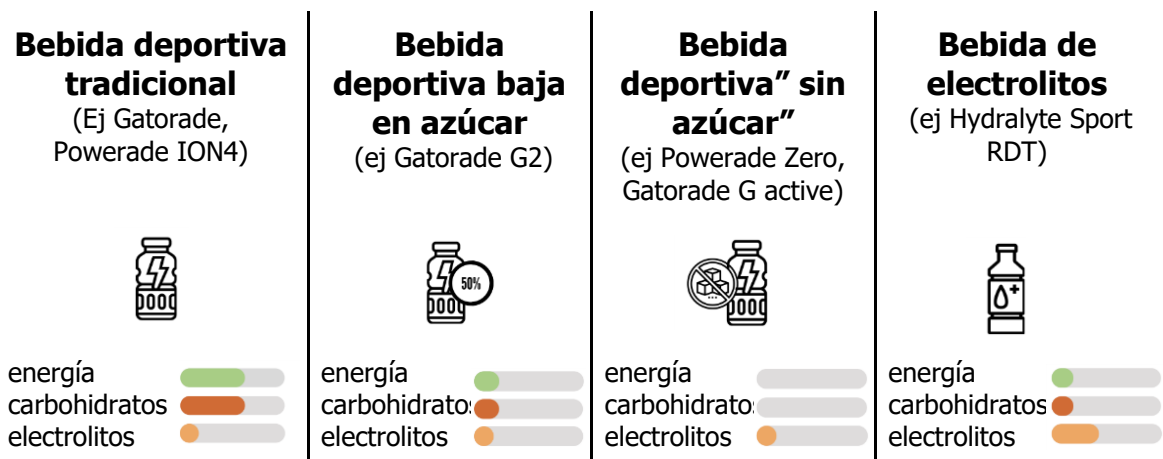 Bebida deportiva
tradicional
(Ej Gatorade,
Powerade ION4)
energía
carbohidratos
electrolitos
Bebida
deportiva baja
en azúcar
(ej Gatorade G2)
50%
energía
carbohidratos
electrolitos
Bebida
deportiva” sin
azúcar”
(ej Powerade Zero,
Gatorade G active)
energía
carbohidratos
electrolitos
Bebida de
electrolitos
(ej Hydralyte Sport
RDT)
energía
carbohidratos
electrolitos